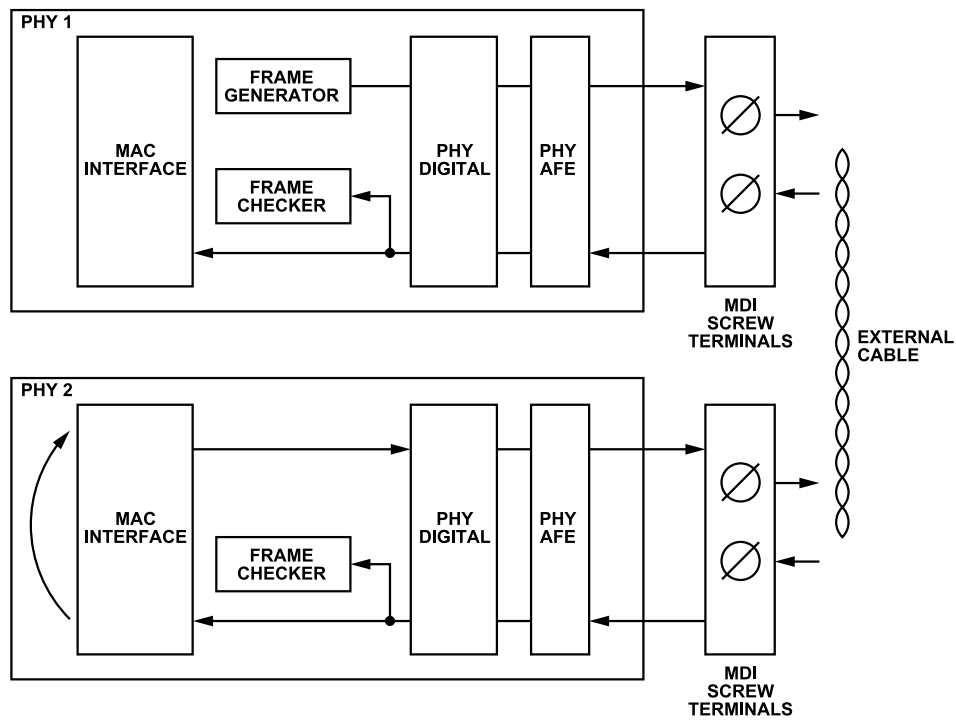 PHY 1
MAC
INTERFACE
FRAME
GENERATOR
FRAME
CHECKER
PHY
DIGITAL
PHY
AFE
MDI
SCREW
TERMINALS
EXTERNAL
CABLE
PHY 2
MAC
INTERFACE
FRAME
CHECKER
PHY
DIGITAL
PHY
AFE
MDI
SCREW
TERMINALS